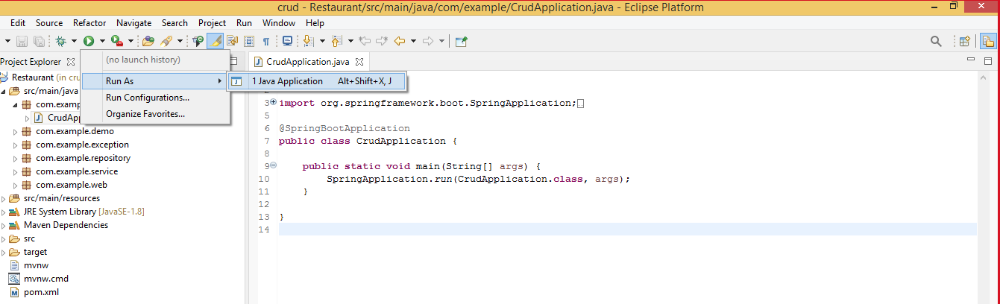 crud - Restaurant/src/main/java/com/example/CrudApplication.java - Eclipse Platform
Edit Source Refactor Navigate Search Project Run Window Help
Project Explorer
(no launch history)
Run As
Run Configurations...
Organize Favorites...
1 Java Application Alt+Shift+X, J
Restaurant (in cru
src/main/java
com.examp
CrudAp
com.example.demo
com.example.exception
com.example.repository
com.example.service
com.example.web
src/main/resources
JRE System Library [JavaSE-1.8]
Maven Dependencies
src
target
mvnw
mvnw.cmd
pom.xml
CrudApplication.java
2
3 import org.springframework.boot.SpringApplication;
5
6 @SpringBootApplication
7 public class CrudApplication {
8
9 public static void main(String[] args) {
10 SpringApplication.run(CrudApplication.class, args);
11 }
12
13 }
14